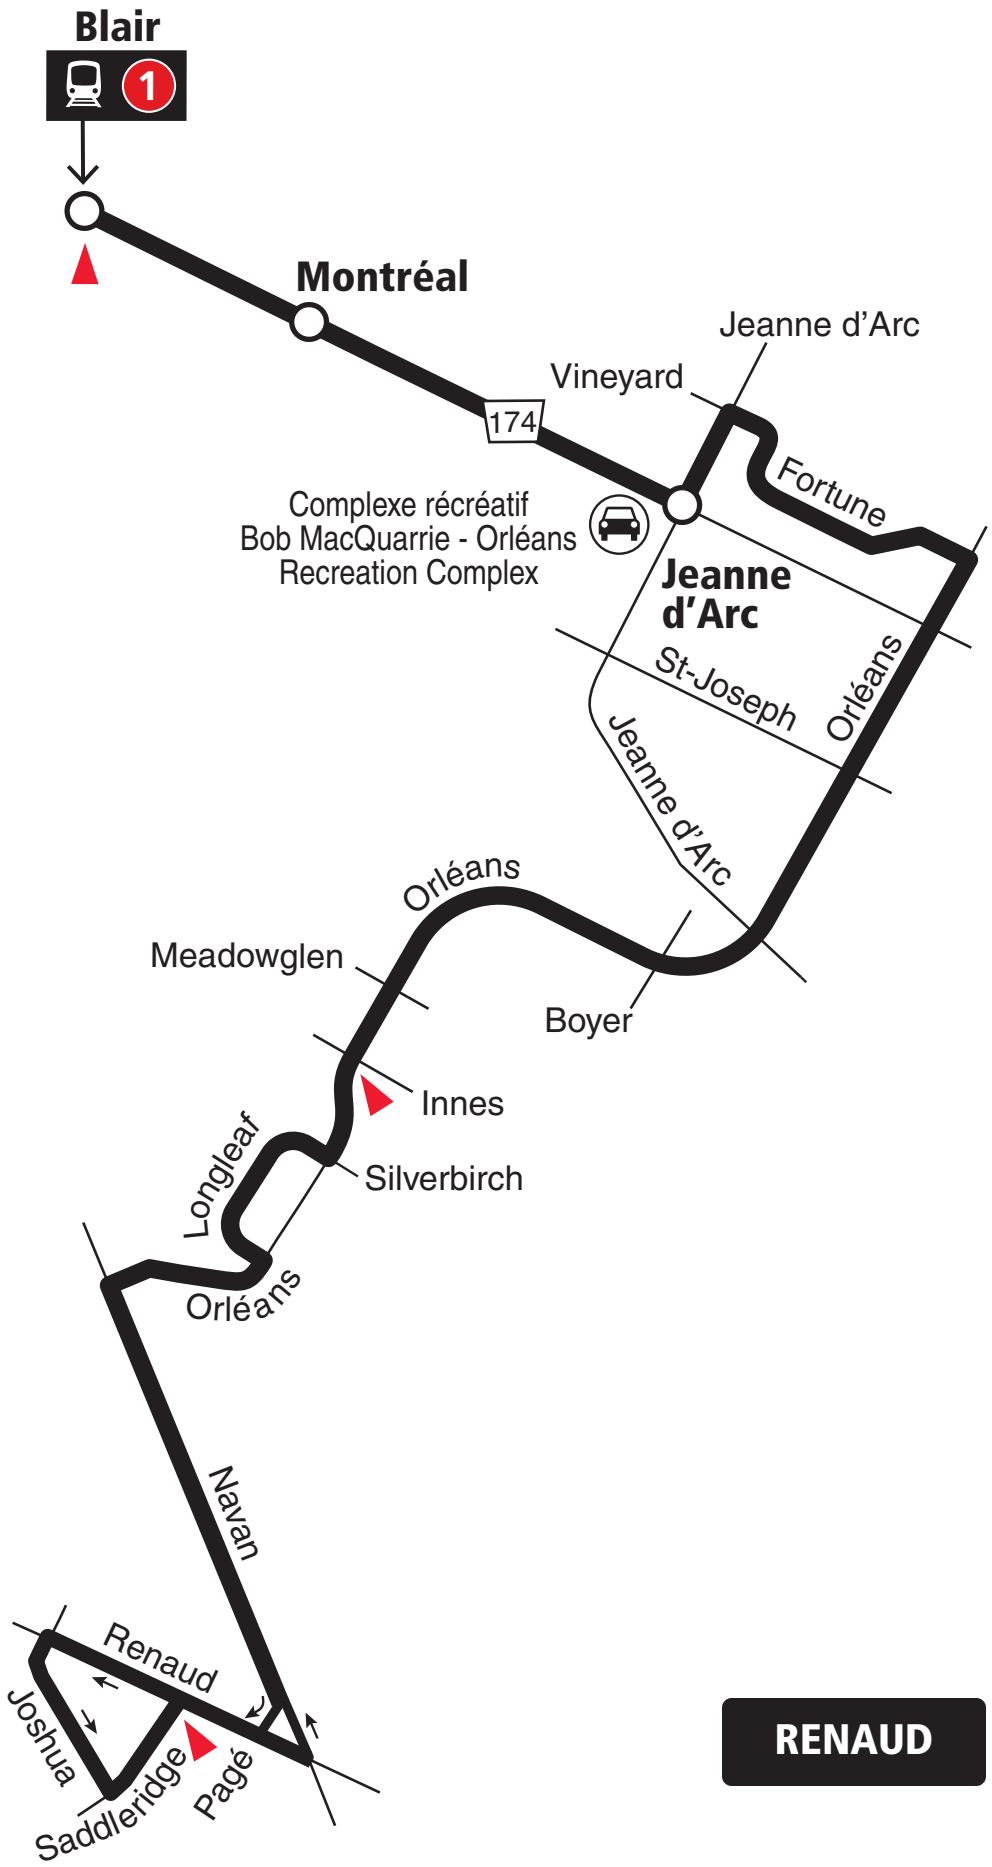 Blair
1
Montréal
Jeanne d'Arc
Vineyard
174
Fortune
Complexe récréatif
Bob MacQuarrie - Orléans
Recreation Complex
Jeanne
d'Arc
St-Joseph
Orléans
Jeanne d'Arc
Orléans
Meadowglen
Boyer
Innes
Longleaf
Silverbirch
Orléans
Navan
Renaud
Joshua
Saddleridge
Pagé
RENAUD